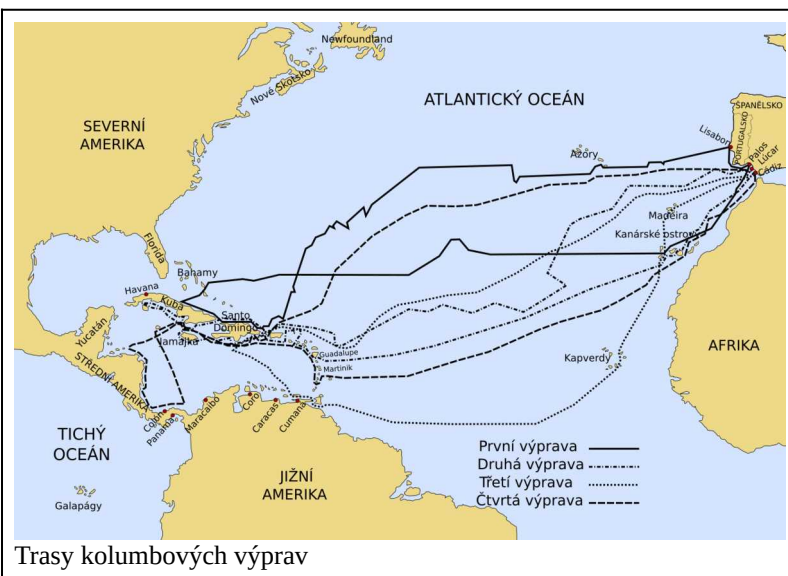 Newfoundland
Nové Skotsko
ATLANTICKÝ OCEÁN
SEVERNÍ
AMERIKA
ŠPANĚLSKO
PORTUGALSKO
Lisabon
Palos
Lúcar
Cádiz
Azory
Madeira
Kanárské ostrovy
Florida
Bahamy
Havana
Kuba
Santo
Domingo
Jamajka
Yucatán
Guadalupe
Martinik
STŘEDNÍ AMERIKA
Kapverdy
AFRIKA
Colón
Panama
Maracaibo
Coro
Caracas
Cumaná
TICHÝ
OCEÁN
JIŽNÍ
AMERIKA
Galapágy
První výprava
Druhá výprava
Třetí výprava
Čtvrtá výprava
Trasy kolumbových výprav